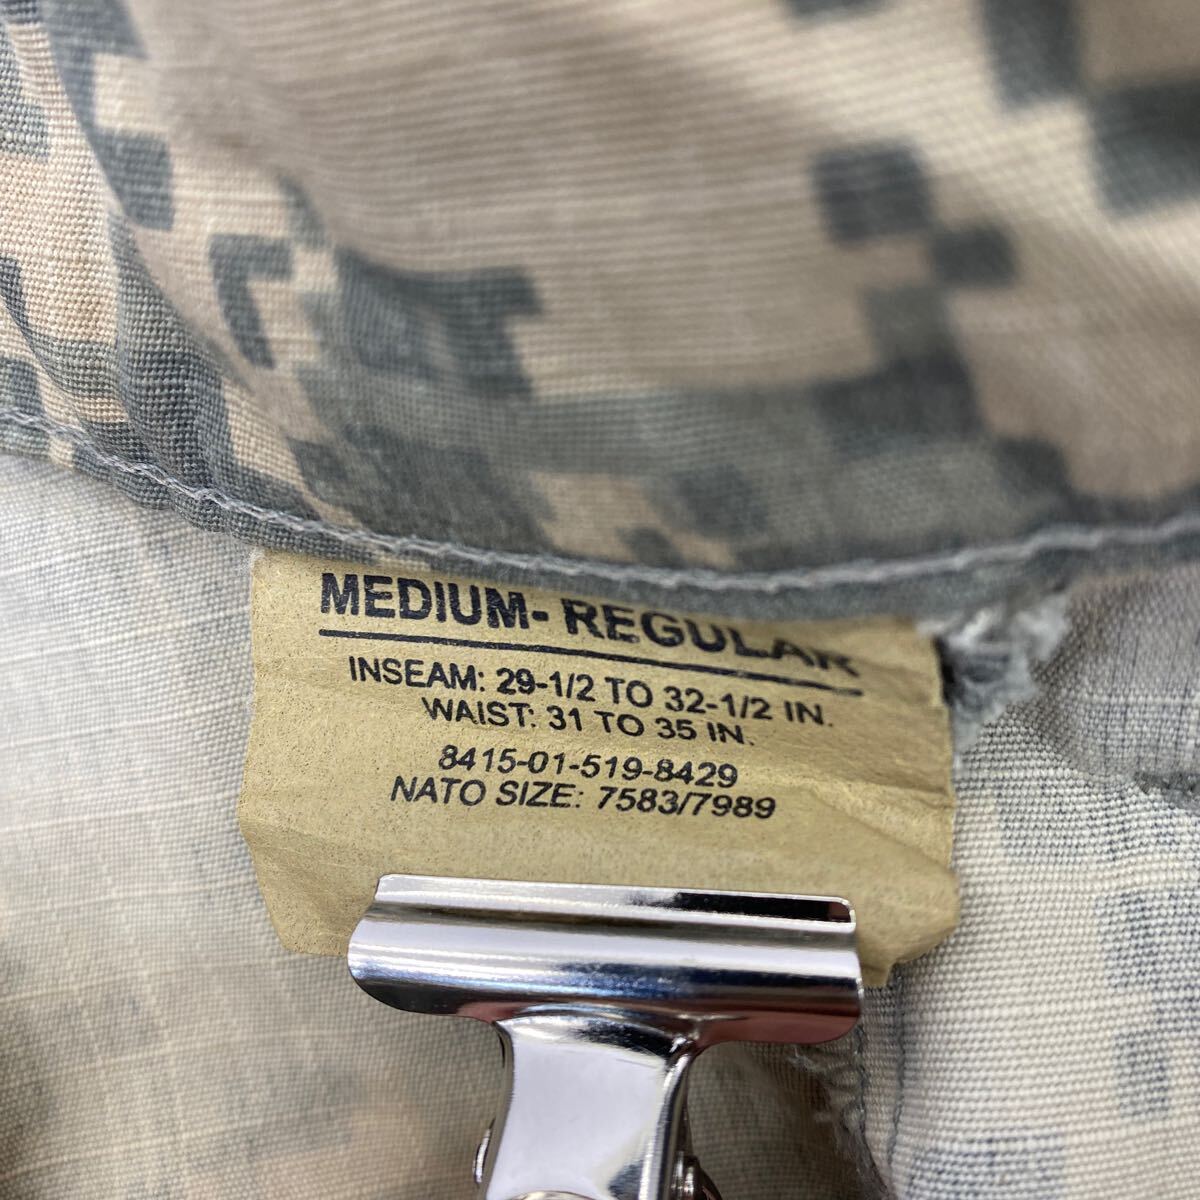 MEDIUM- REGULAR
INSEAM: 29-1/2 TO 32-1/2 IN.
WAIST: 31 TO 35 IN.
8415-01-519-8429
NATO SIZE: 7583/7989